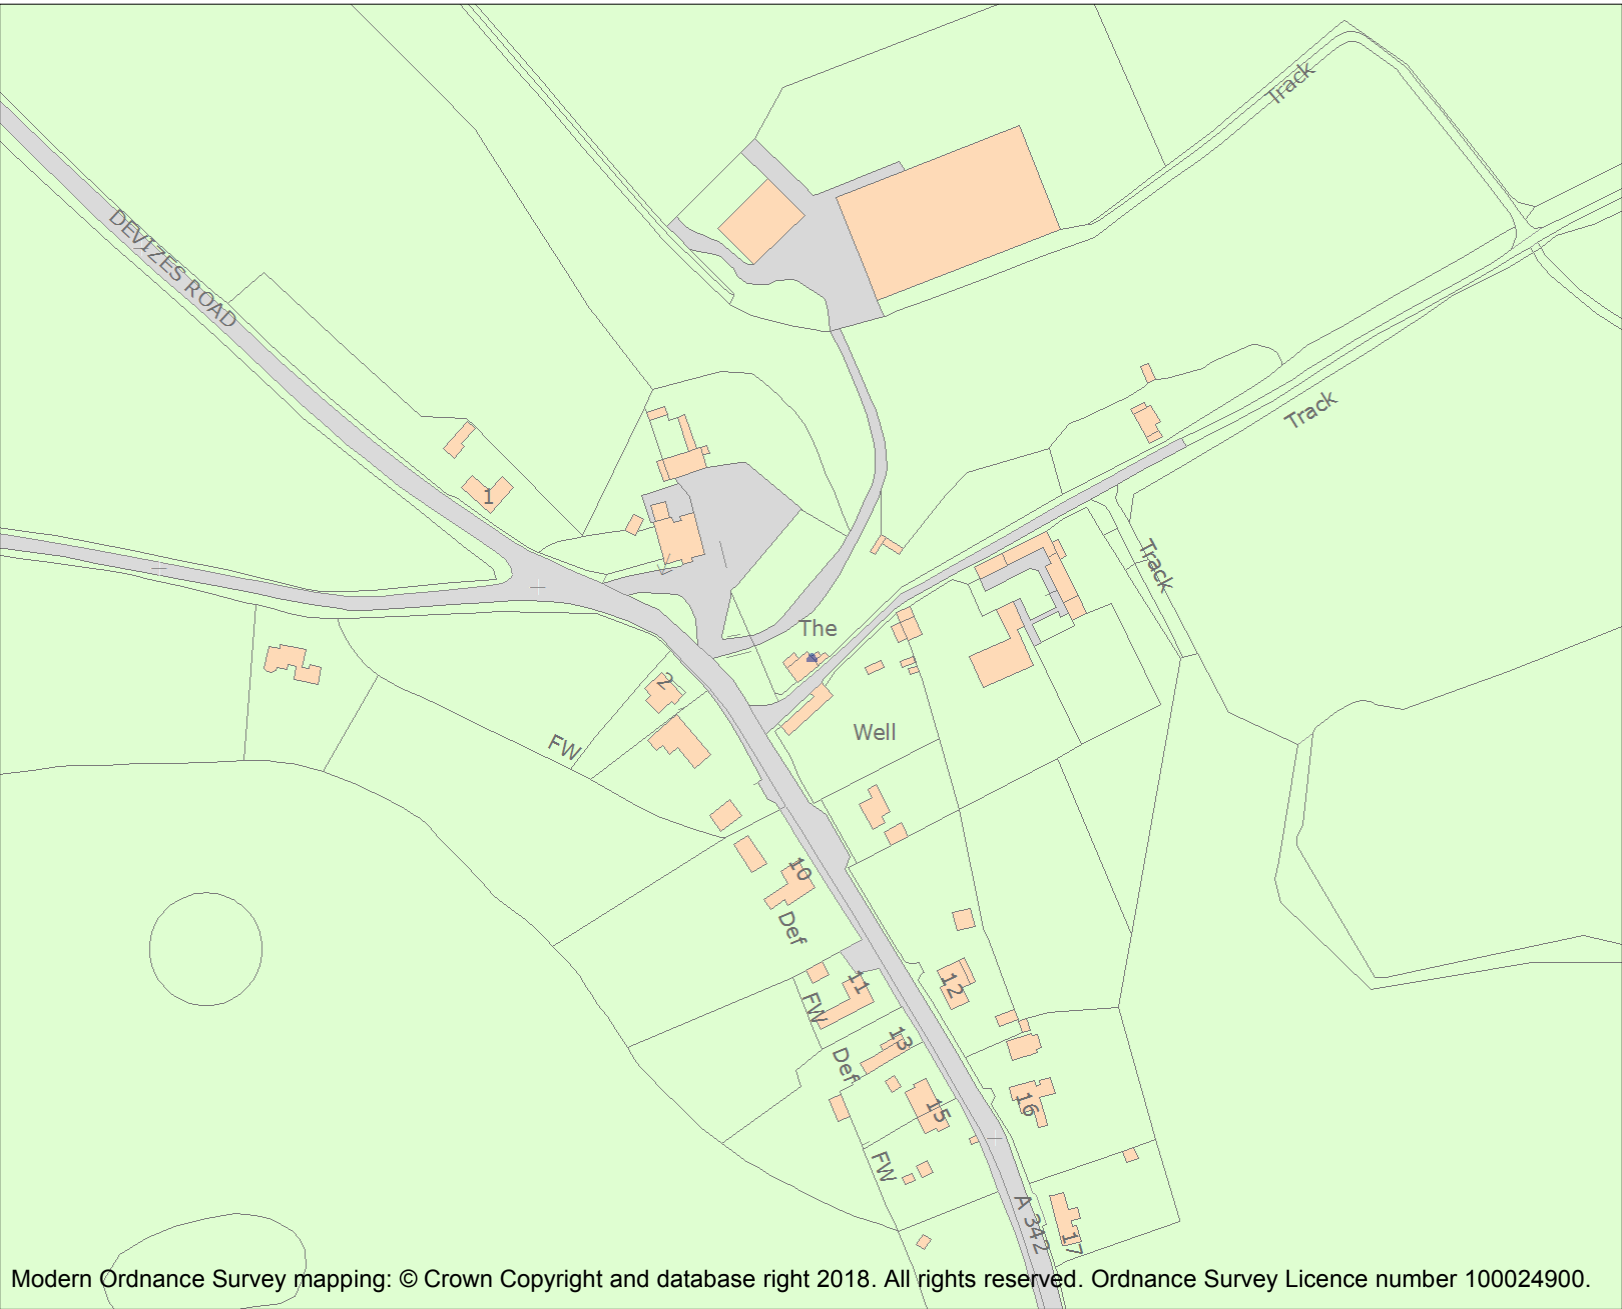 Track
DEVIZES ROAD
Track
1
Track
The
2
Well
FW
10
Def
12
11
FW
13
Def
16
15
FW
A 342
17
Modern Ordnance Survey mapping: © Crown Copyright and database right 2018. All rights reserved. Ordnance Survey Licence number 100024900.